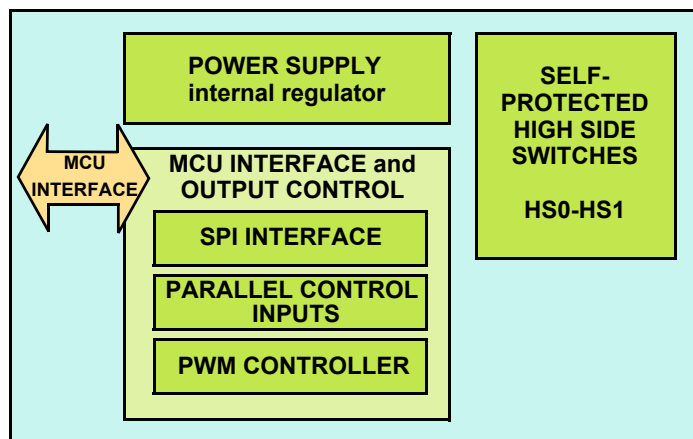 POWER SUPPLY
internal regulator
SELF-
PROTECTED
HIGH SIDE
SWITCHES
HS0-HS1
MCU
INTERFACE
MCU INTERFACE and
OUTPUT CONTROL
SPI INTERFACE
PARALLEL CONTROL
INPUTS
PWM CONTROLLER